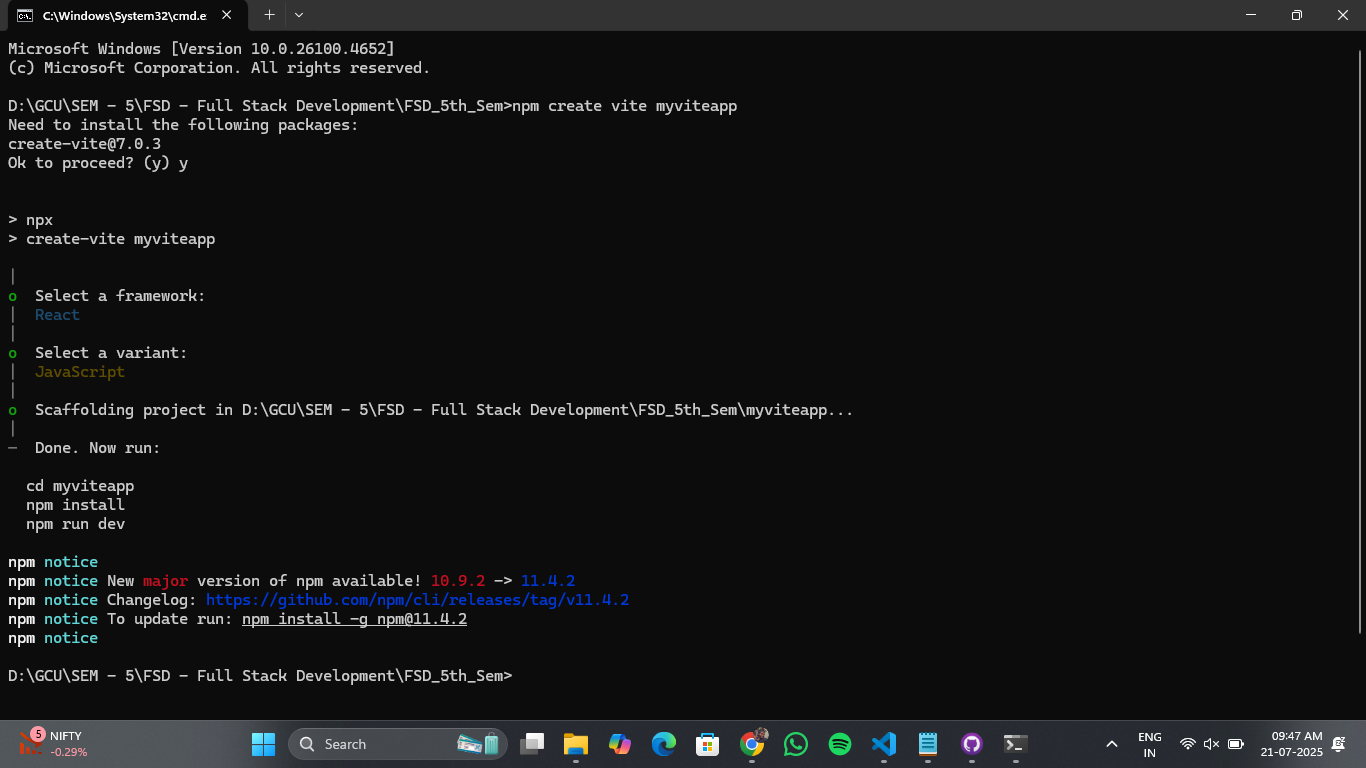 C:\Windows\System32\cmd.e
Microsoft Windows [Version 10.0.26100.4652]
(c) Microsoft Corporation. All rights reserved.
D:\GCU\SEM - 5\FSD - Full Stack Development\FSD_5th_Sem>npm create vite myviteapp
Need to install the following packages:
create-vite@7.0.3
Ok to proceed? (y) y
> npx
> create-vite myviteapp
|
o  Select a framework:
|  React
|
o  Select a variant:
|  JavaScript
|
o  Scaffolding project in D:\GCU\SEM - 5\FSD - Full Stack Development\FSD_5th_Sem\myviteapp...
|
—  Done. Now run:
cd myviteapp
npm install
npm run dev
npm notice
npm notice New major version of npm available! 10.9.2 -> 11.4.2
npm notice Changelog: https://github.com/npm/cli/releases/tag/v11.4.2
npm notice To update run: npm install -g npm@11.4.2
npm notice
D:\GCU\SEM - 5\FSD - Full Stack Development\FSD_5th_Sem>
5
NIFTY
-0.29%
Search
ENG
IN
09:47 AM
21-07-2025